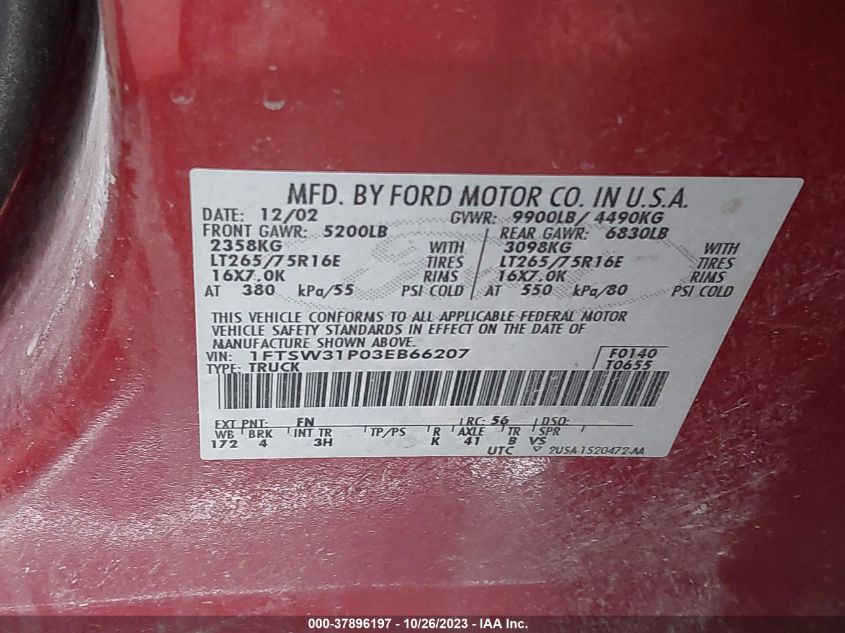 MFD. BY FORD MOTOR CO. IN U.S.A.
DATE: 12/02 GVWR: 9900LB/ 4490KG
FRONT GAWR: 5200LB REAR GAWR: 6830LB
2358KG WITH 3098KG WITH
LT265/75R16E TIRES LT265/75R16E TIRES
16X7.0K RIMS 16X7.0K RIMS
AT 380 kPa/55 PSI COLD AT 550 kPa/80 PSI COLD
THIS VEHICLE CONFORMS TO ALL APPLICABLE FEDERAL MOTOR
VEHICLE SAFETY STANDARDS IN EFFECT ON THE DATE OF
MANUFACTURE SHOWN ABOVE.
VIN: 1FTSW31P03EB66207 F0140
TYPE: TRUCK T0655
EXT PNT: FN LRC: 56 DSO:
WB BRK INT TR TP/PS R AXLE TR SPR
172 4 3H K 41 B VS
UTC 2U5A-1520472-AA
000-37896197 - 10/26/2023 - © IAA, Inc.